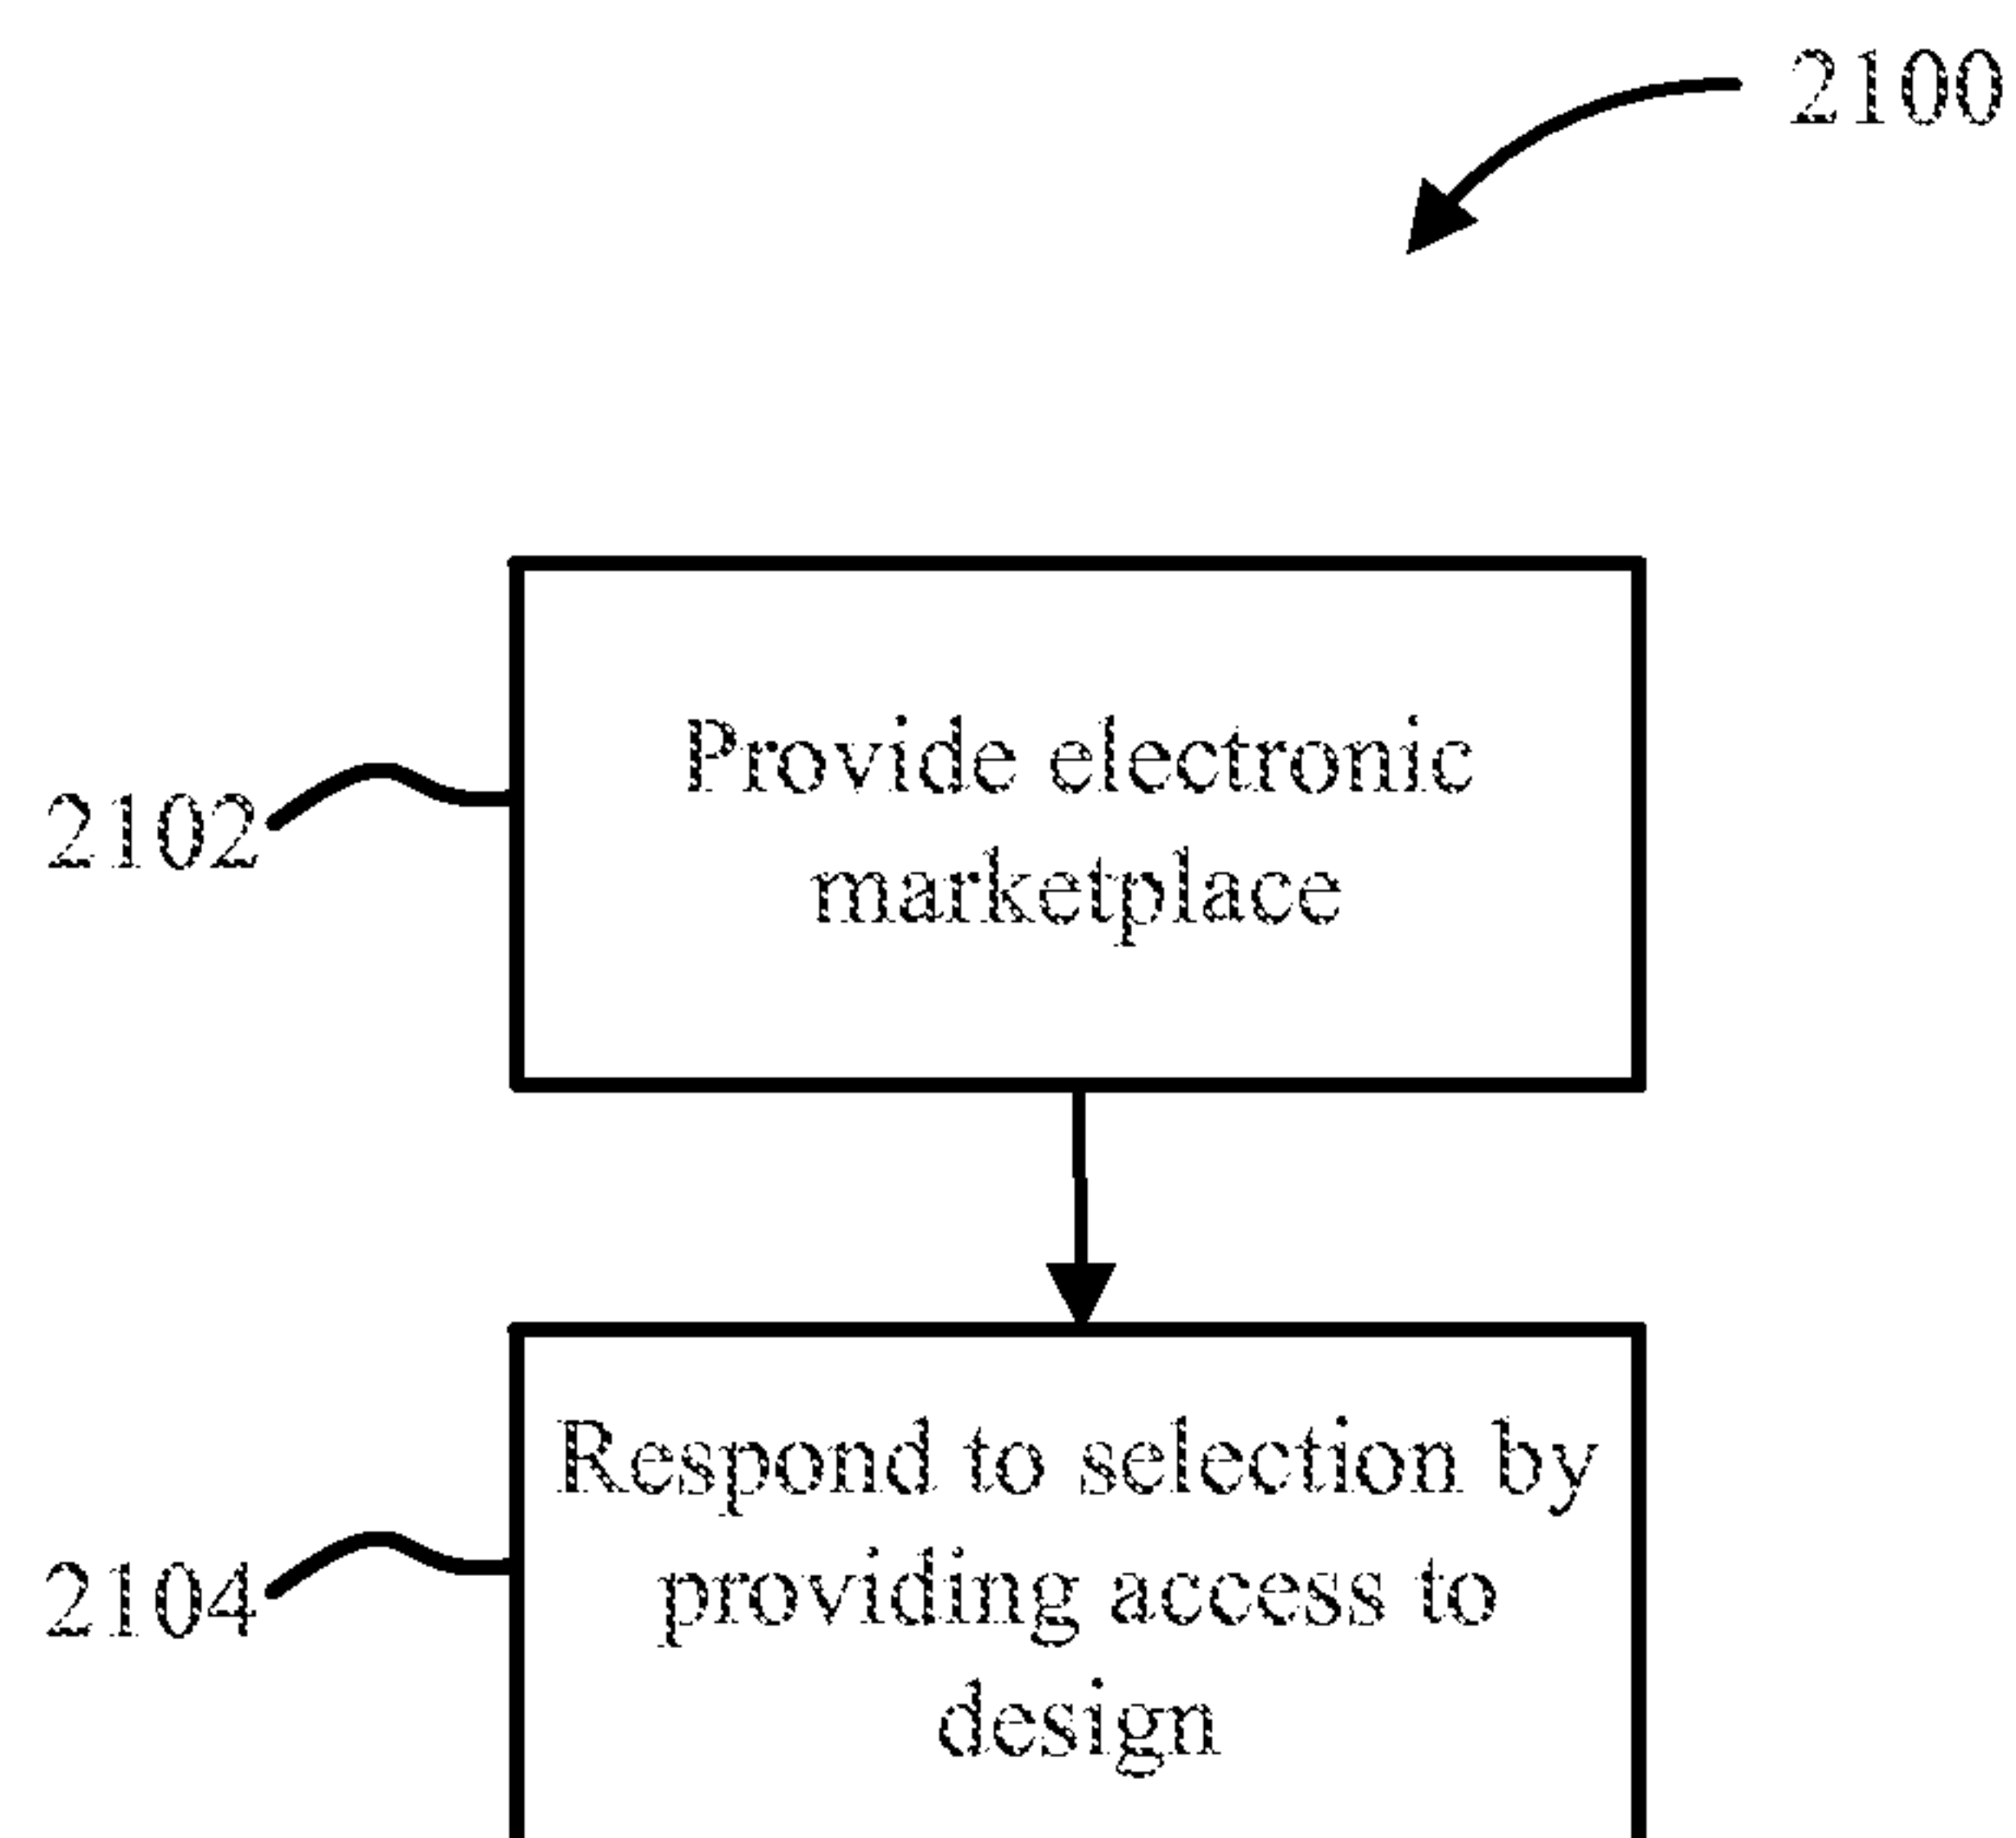 2100
Provide electronic
marketplace
2102
Respond to selection by
providing access to
design
2104